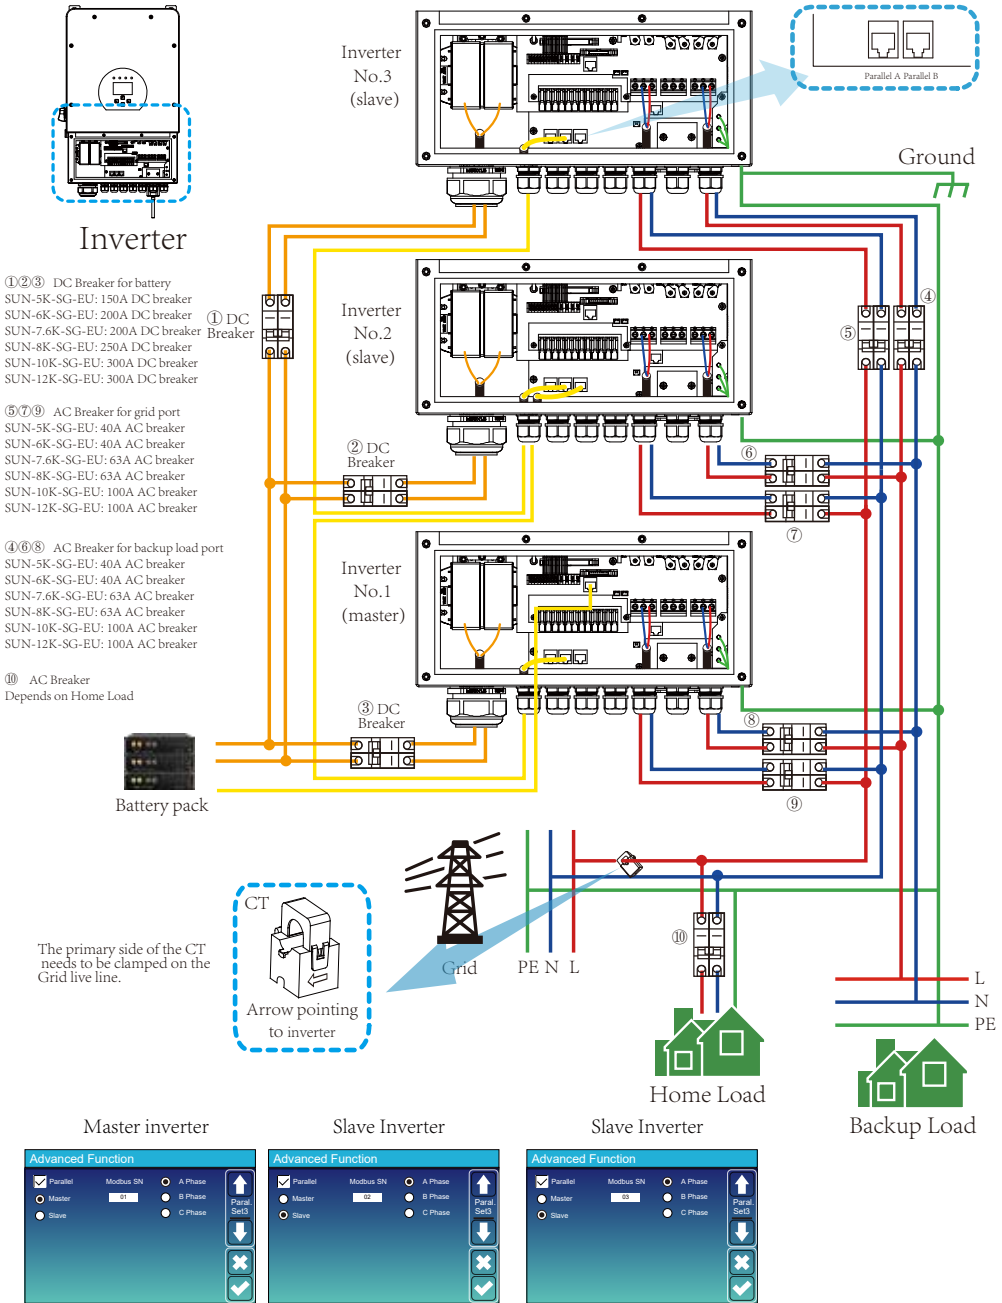 Inverter
No.3
(slave)
Parallel A Parallel B
Ground
Inverter
①②③ DC Breaker for battery
SUN-5K-SG-EU: 150A DC breaker
SUN-6K-SG-EU: 200A DC breaker
SUN-7.6K-SG-EU: 200A DC breaker
SUN-8K-SG-EU: 250A DC breaker
SUN-10K-SG-EU: 300A DC breaker
SUN-12K-SG-EU: 300A DC breaker
① DC
Breaker
Inverter
No.2
(slave)
④
⑤
⑤⑦⑨ AC Breaker for grid port
SUN-5K-SG-EU: 40A AC breaker
SUN-6K-SG-EU: 40A AC breaker
SUN-7.6K-SG-EU: 63A AC breaker
SUN-8K-SG-EU: 63A AC breaker
SUN-10K-SG-EU: 100A AC breaker
SUN-12K-SG-EU: 100A AC breaker
② DC
Breaker
⑥
⑦
④⑥⑧ AC Breaker for backup load port
SUN-5K-SG-EU: 40A AC breaker
SUN-6K-SG-EU: 40A AC breaker
SUN-7.6K-SG-EU: 63A AC breaker
SUN-8K-SG-EU: 63A AC breaker
SUN-10K-SG-EU: 100A AC breaker
SUN-12K-SG-EU: 100A AC breaker
Inverter
No.1
(master)
⑩ AC Breaker
Depends on Home Load
③ DC
Breaker
⑧
⑨
Battery pack
CT
The primary side of the CT
needs to be clamped on the
Grid live line.
Arrow pointing
to inverter
Grid
PE N L
⑩
L
N
PE
Home Load
Backup Load
Master inverter
Advanced Function
Parallel
Modbus SN
A Phase
Master
01
B Phase
Slave
C Phase
Paral.
Set3
Slave Inverter
Advanced Function
Parallel
Modbus SN
A Phase
Master
02
B Phase
Slave
C Phase
Paral.
Set3
Slave Inverter
Advanced Function
Parallel
Modbus SN
A Phase
Master
03
B Phase
Slave
C Phase
Paral.
Set3